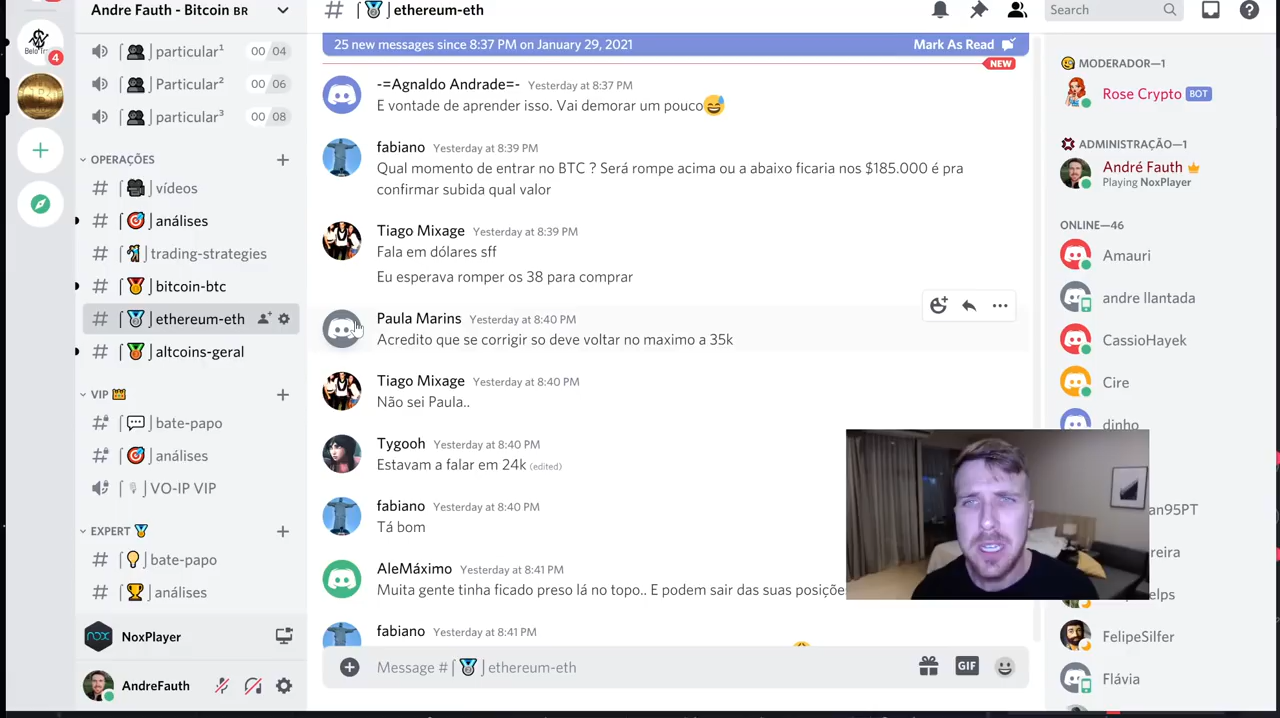 Andre Fauth - Bitcoin BR
4
particular¹
00 04
Particular²
00 06
particular³
00 08
OPERAÇÕES
# vídeos
# análises
# trading-strategies
# bitcoin-btc
# ethereum-eth
# altcoins-geral
VIP
# bate-papo
# análises
VO-IP VIP
EXPERT
# bate-papo
# análises
nox
NoxPlayer
AndreFauth
# ethereum-eth
Search
25 new messages since 8:37 PM on January 29, 2021
Mark As Read
NEW
-=Agnaldo Andrade=- Yesterday at 8:37 PM
E vontade de aprender isso. Vai demorar um pouco😅
fabiano Yesterday at 8:39 PM
Qual momento de entrar no BTC ? Será rompe acima ou a abaixo ficaria nos $185.000 é pra
confirmar subida qual valor
Tiago Mixage Yesterday at 8:39 PM
Fala em dólares sff
Eu esperava romper os 38 para comprar
Paula Marins Yesterday at 8:40 PM
Acredito que se corrigir so deve voltar no maximo a 35k
Tiago Mixage Yesterday at 8:40 PM
Não sei Paula..
Tygooh Yesterday at 8:40 PM
Estavam a falar em 24k (edited)
fabiano Yesterday at 8:40 PM
Tá bom
AleMáximo Yesterday at 8:41 PM
Muita gente tinha ficado preso lá no topo.. E podem sair das suas posiçõe
fabiano Yesterday at 8:41 PM
Message # ethereum-eth
GIF
MODERADOR—1
Rose Crypto BOT
ADMINISTRAÇÃO—1
André Fauth
Playing NoxPlayer
ONLINE—46
Amauri
andre llantada
CassioHayek
Cire
dinho
an95PT
reira
elps
FelipeSilfer
Flávia